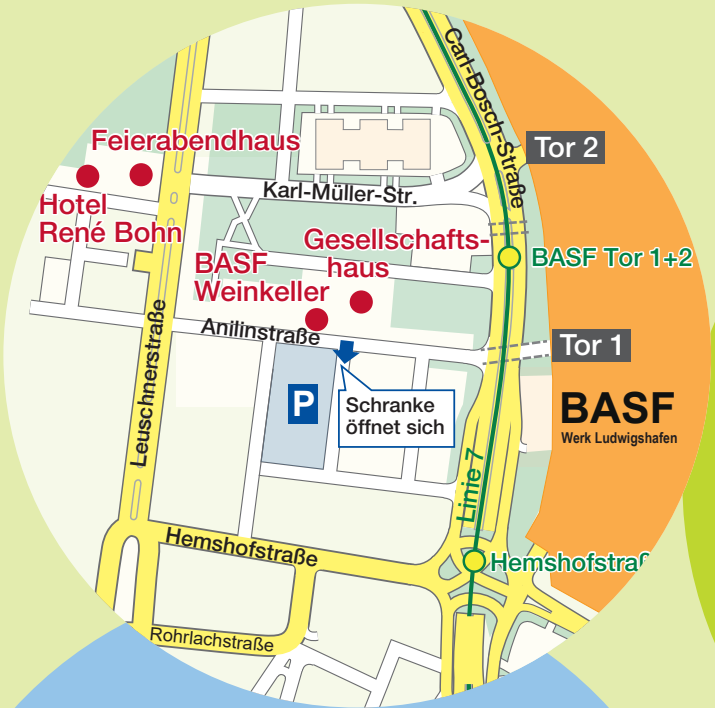 Carl-Bosch-Straße
Tor 2
Feierabendhaus
Karl-Müller-Str.
Hotel
René Bohn
Gesellschafts-
haus
BASF Tor 1+2
BASF
Weinkeller
Anilinstraße
Tor 1
Leuschnerstraße
P
Schranke
öffnet sich
BASF
Werk Ludwigshafen
Linie 7
Hemshofstraße
Hemshofstraß
Rohrlachstraße